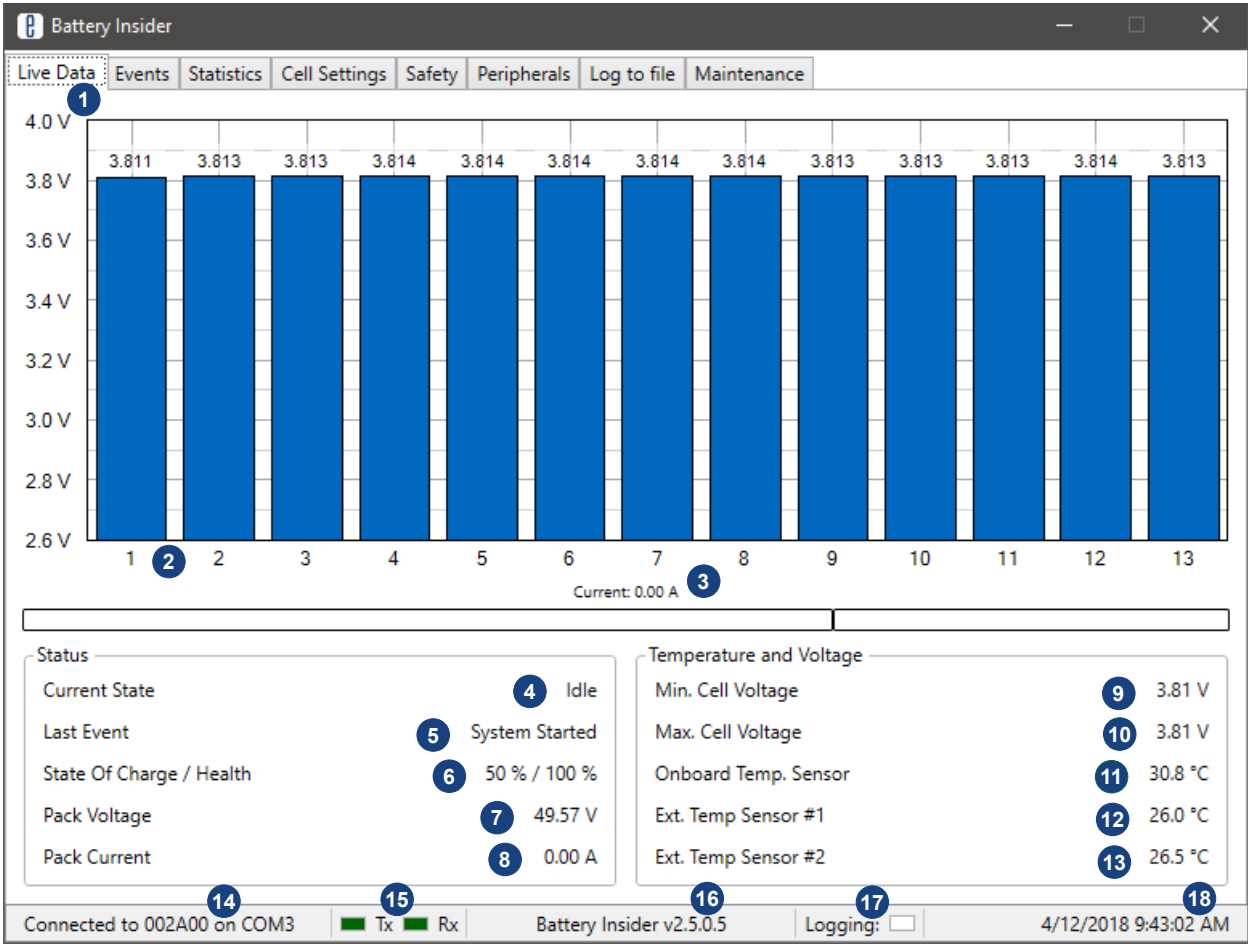 Battery Insider
Live Data Events Statistics Cell Settings Safety Peripherals Log to file Maintenance
1
4.0 V
3.811 3.813 3.813 3.814 3.814 3.814 3.814 3.814 3.813 3.813 3.813 3.814 3.813
3.8 V
3.6 V
3.4 V
3.2 V
3.0 V
2.8 V
2.6 V
1 2 2 3 4 5 6 7 8 9 10 11 12 13
Current: 0.00 A 3
Status
Current State 4 Idle
Last Event 5 System Started
State Of Charge / Health 6 50 % / 100 %
Pack Voltage 7 49.57 V
Pack Current 8 0.00 A
Temperature and Voltage
Min. Cell Voltage 9 3.81 V
Max. Cell Voltage 10 3.81 V
Onboard Temp. Sensor 11 30.8 °C
Ext. Temp Sensor #1 12 26.0 °C
Ext. Temp Sensor #2 13 26.5 °C
14 15 16 17 18
Connected to 002A00 on COM3 Tx Rx Battery Insider v2.5.0.5 Logging: 4/12/2018 9:43:02 AM